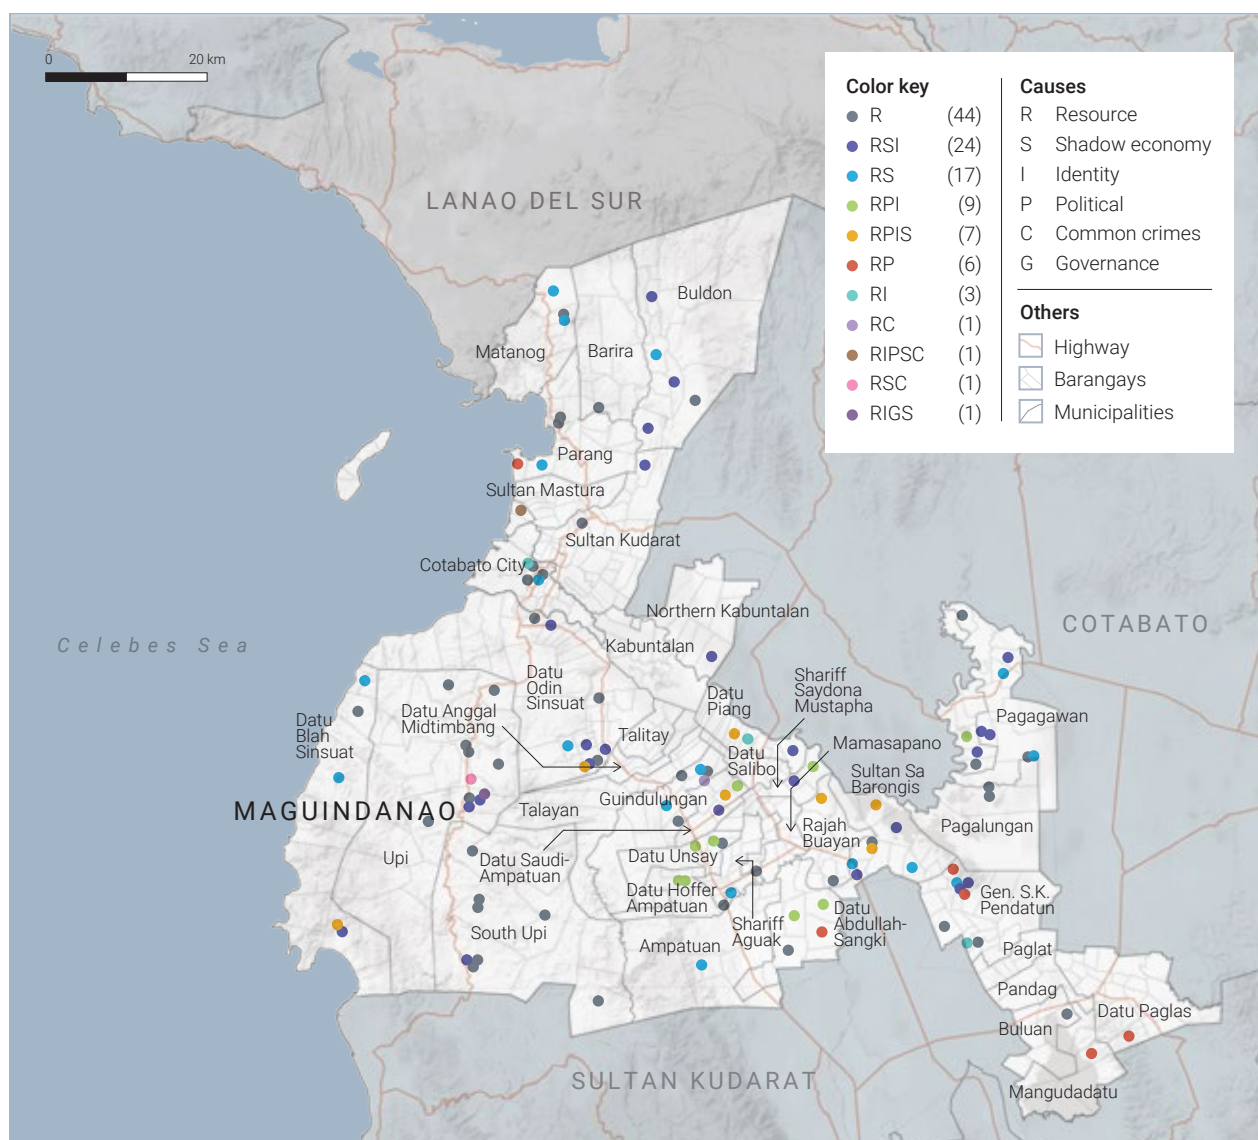 0 20 km
Color key
R (44)
RSI (24)
RS (17)
RPI (9)
RPIS (7)
RP (6)
RI (3)
RC (1)
RIPSC (1)
RSC (1)
RIGS (1)
Causes
R Resource
S Shadow economy
I Identity
P Political
C Common crimes
G Governance
Others
Highway
Barangays
Municipalities
LANAO DEL SUR
Buldon
Matanog
Barira
Parang
Sultan Mastura
Sultan Kudarat
Cotabato City
Northern Kabuntalan
COTABATO
Celebes Sea
Kabuntalan
Datu
Odin
Sinsuat
Shariff
Saydona
Mustapha
Datu
Piang
Datu Anggal
Midtimbang
Datu
Blah
Sinsuat
Pagagawan
Talitay
Mamasapano
Datu
Salibo
Sultan Sa
Barongis
MAGUINDANAO
Guindulungan
Talayan
Rajah
Buayan
Pagalungan
Upi
Datu Saudi-
Ampatuan
Datu Unsay
Datu Hoffer
Ampatuan
Gen. S.K.
Pendatun
South Upi
Shariff
Aguak
Datu
Abdullah-
Sangki
Ampatuan
Paglat
Pandag
Datu Paglas
Buluan
SULTAN KUDARAT
Mangudadatu